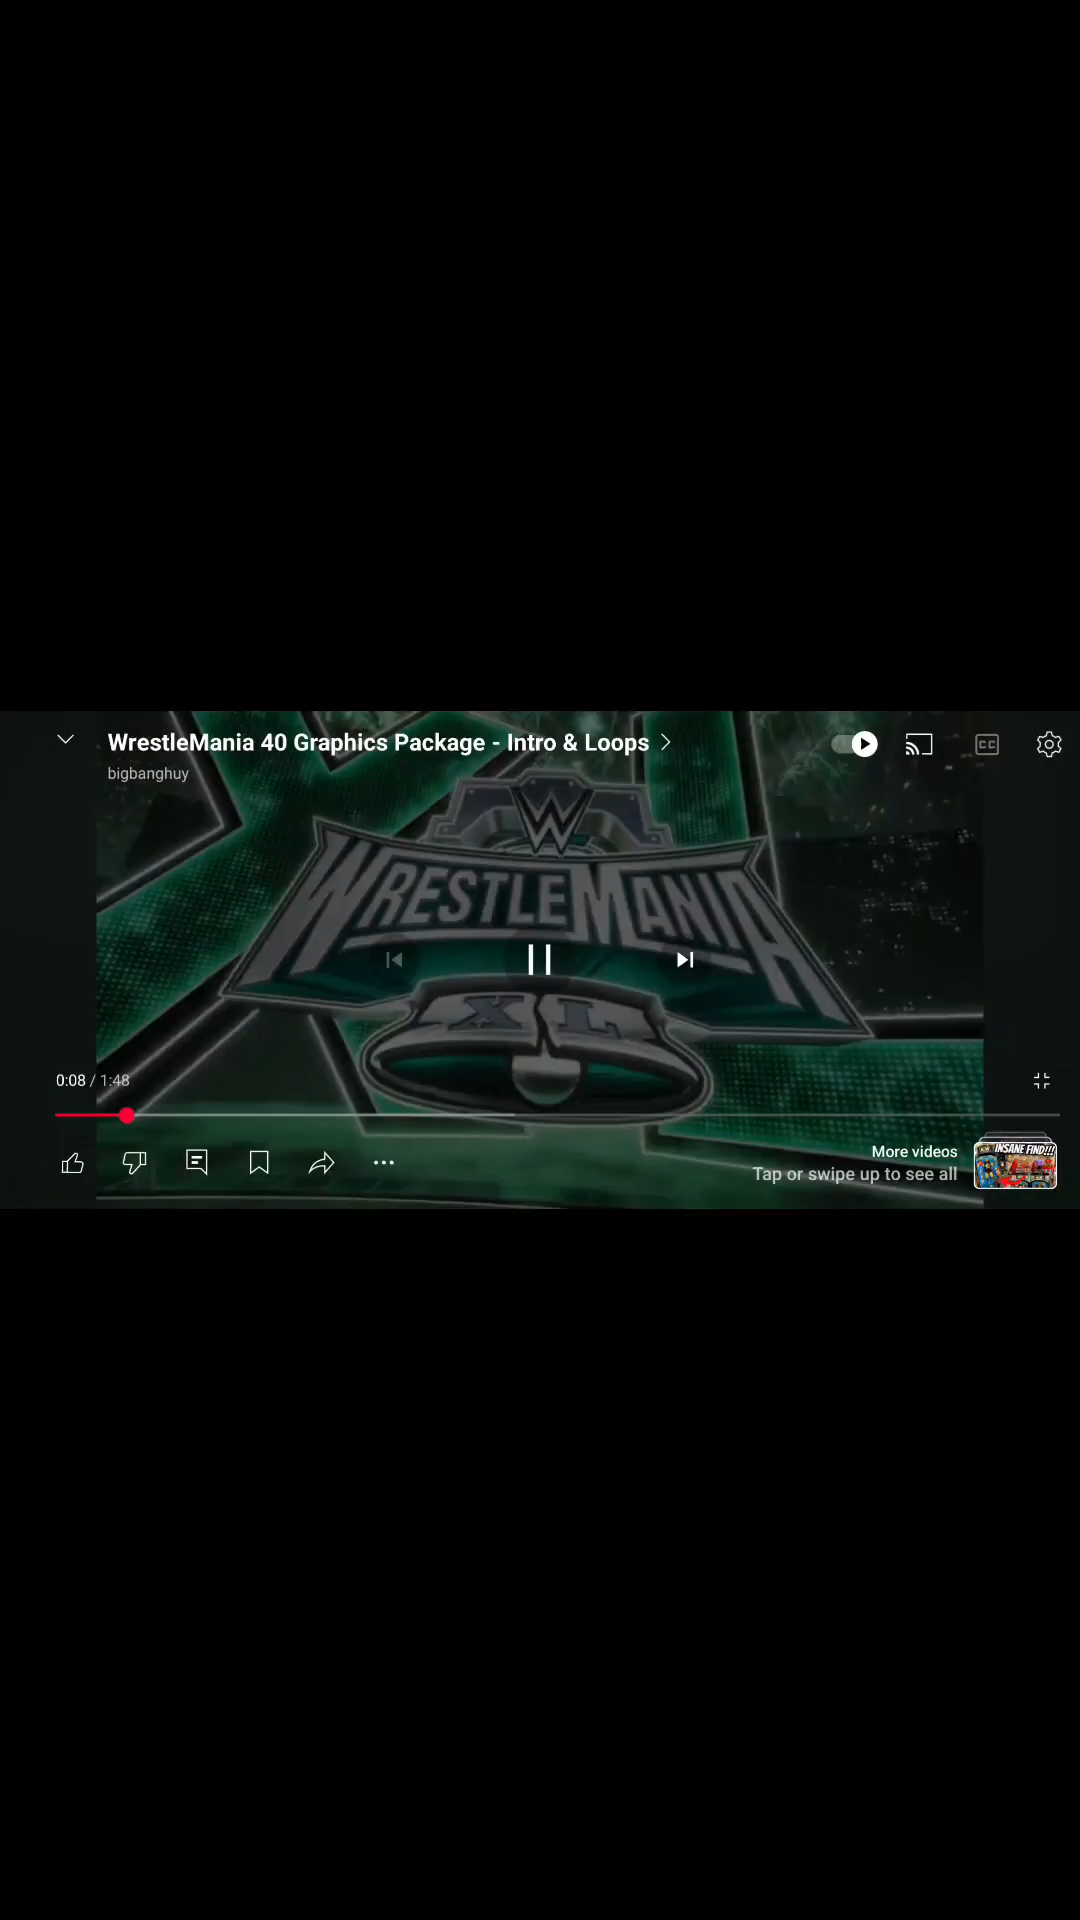 WrestleMania 40 Graphics Package - Intro & Loops
bigbanghuy
CC
W
WRESTLEMANIA
XL
0:08 / 1:48
More videos
Tap or swipe up to see all
INSANE FIND!!!